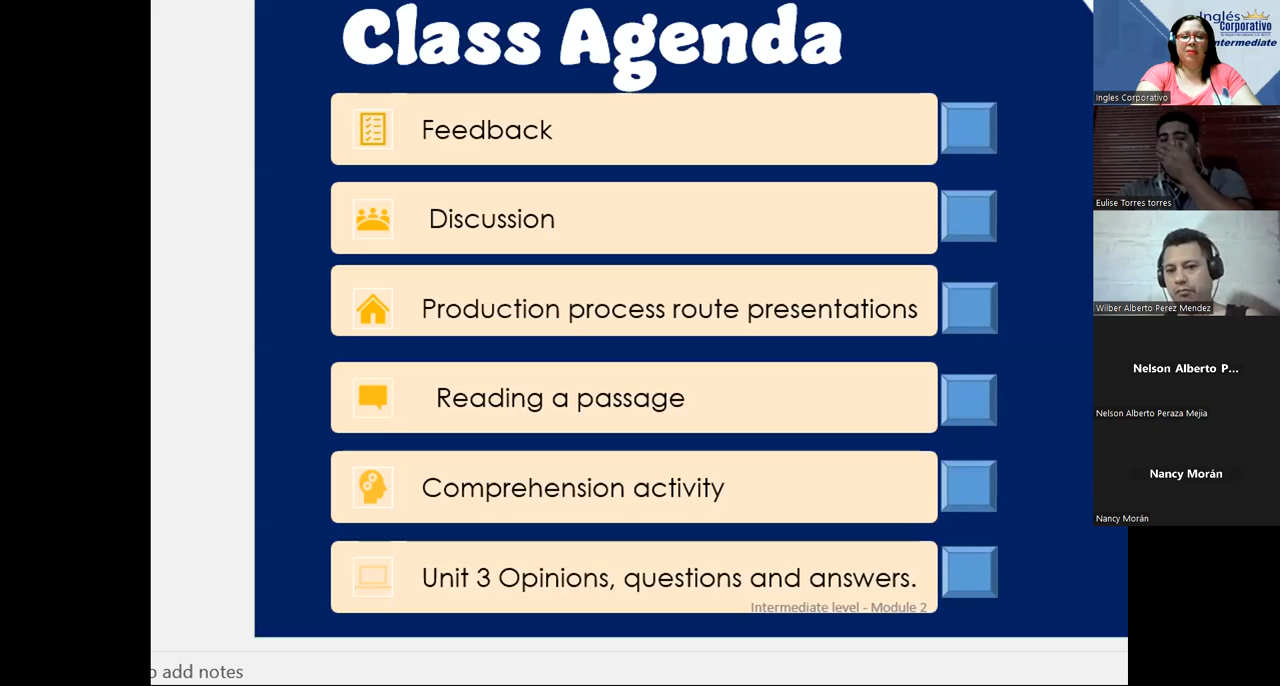 Class Agenda
Feedback
Discussion
Production process route presentations
Reading a passage
Comprehension activity
Unit 3 Opinions, questions and answers.
Intermediate level - Module 2
o add notes
Inglés
Corporativo
Intermediate
Ingles Corporativo
Eulise Torres torres
Wilber Alberto Perez Mendez
Nelson Alberto P...
Nelson Alberto Peraza Mejia
Nancy Morán
Nancy Morán